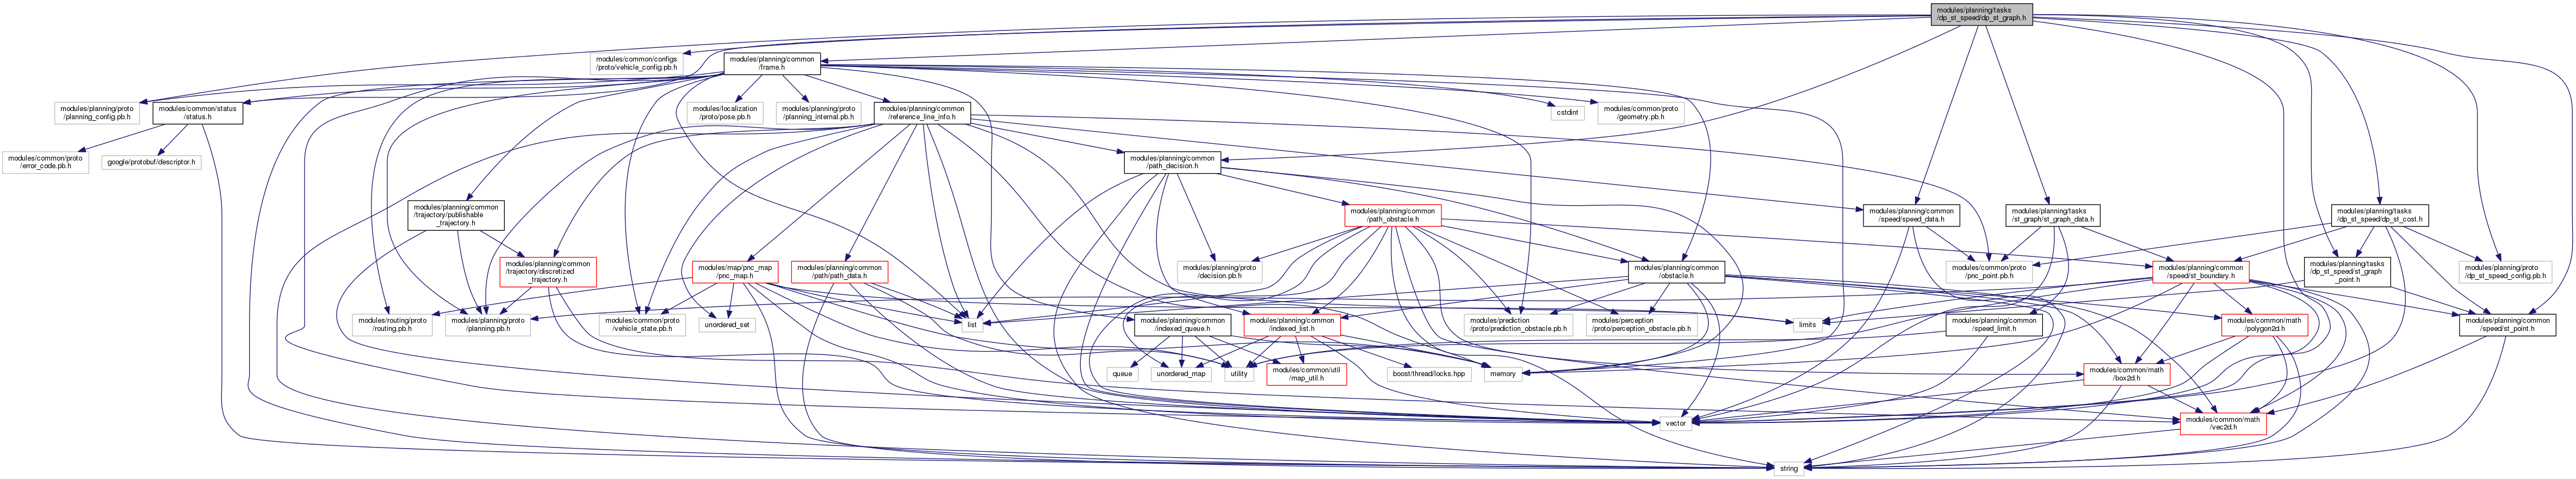 modules/planning/tasks
/dp_st_speed/dp_st_graph.h
modules/common/configs
/proto/vehicle_config.pb.h
modules/planning/common
/frame.h
modules/planning/proto
/planning_config.pb.h
modules/common/status
/status.h
modules/localization
/proto/pose.pb.h
modules/planning/proto
/planning_internal.pb.h
modules/planning/common
/reference_line_info.h
cstdint
modules/common/proto
/geometry.pb.h
modules/common/proto
/error_code.pb.h
google/protobuf/descriptor.h
modules/planning/common
/path_decision.h
modules/planning/common
/trajectory/publishable
_trajectory.h
modules/planning/common
/path_obstacle.h
modules/planning/common
/speed/speed_data.h
modules/planning/tasks
/st_graph/st_graph_data.h
modules/planning/tasks
/dp_st_speed/dp_st_cost.h
modules/planning/common
/trajectory/discretized
_trajectory.h
modules/map/pnc_map
/pnc_map.h
modules/planning/common
/path/path_data.h
modules/planning/proto
/decision.pb.h
modules/planning/common
/obstacle.h
modules/common/proto
/pnc_point.pb.h
modules/planning/common
/speed/st_boundary.h
modules/planning/tasks
/dp_st_speed/st_graph
_point.h
modules/planning/proto
/dp_st_speed_config.pb.h
modules/routing/proto
/routing.pb.h
modules/planning/proto
/planning.pb.h
modules/common/proto
/vehicle_state.pb.h
unordered_set
list
modules/planning/common
/indexed_queue.h
modules/planning/common
/indexed_list.h
modules/prediction
/proto/prediction_obstacle.pb.h
modules/perception
/proto/perception_obstacle.pb.h
limits
modules/planning/common
/speed_limit.h
modules/common/math
/polygon2d.h
modules/planning/common
/speed/st_point.h
queue
unordered_map
utility
modules/common/util
/map_util.h
boost/thread/locks.hpp
memory
modules/common/math
/box2d.h
vector
modules/common/math
/vec2d.h
string